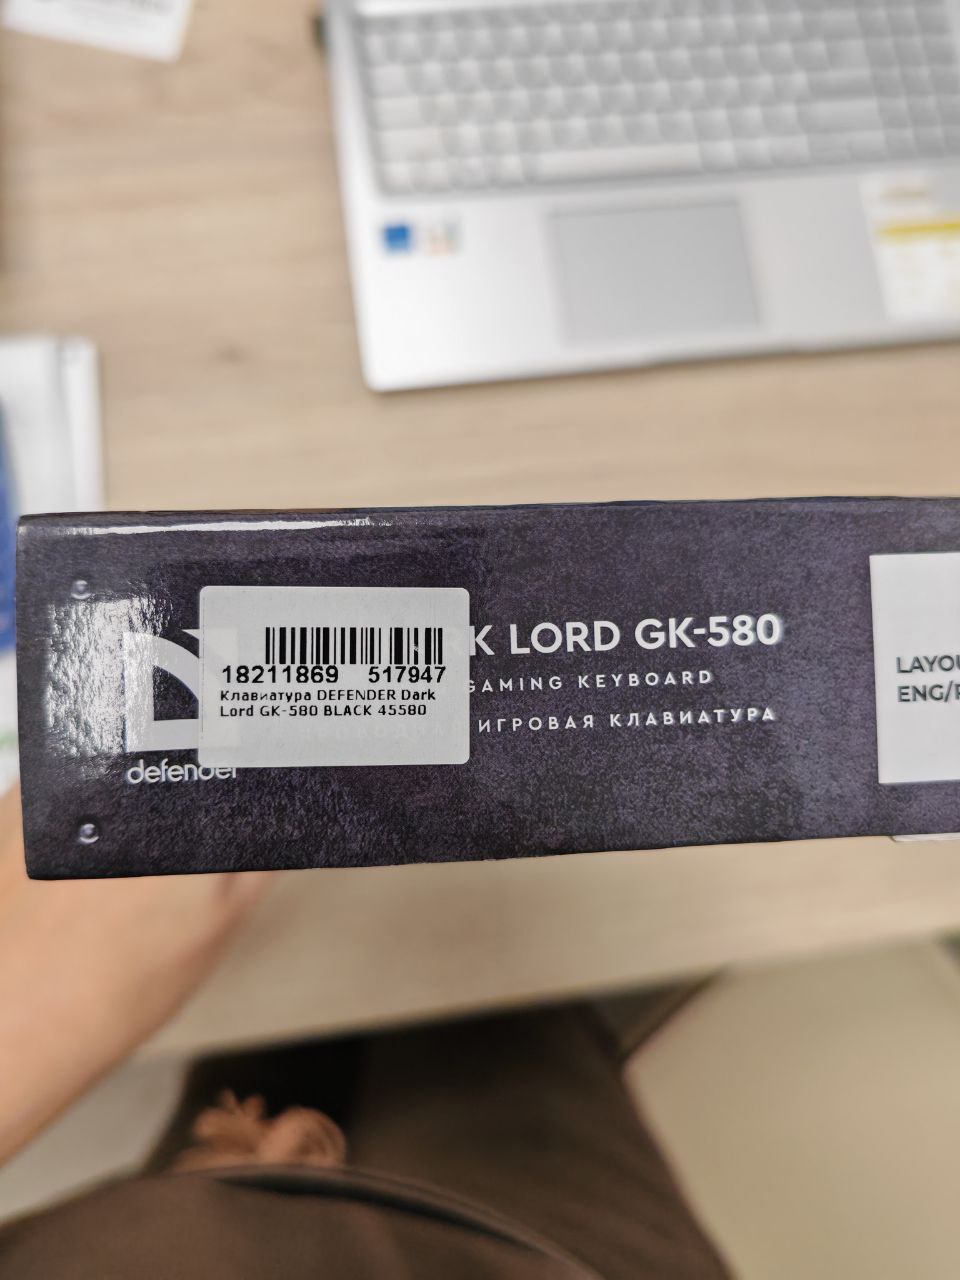 RK LORD GK-580
GAMING KEYBOARD
ИГРОВАЯ КЛАВИАТУРА
18211869 517947
Клавиатура DEFENDER Dark
Lord GK-580 BLACK 45580
defender
LAYOU
ENG/